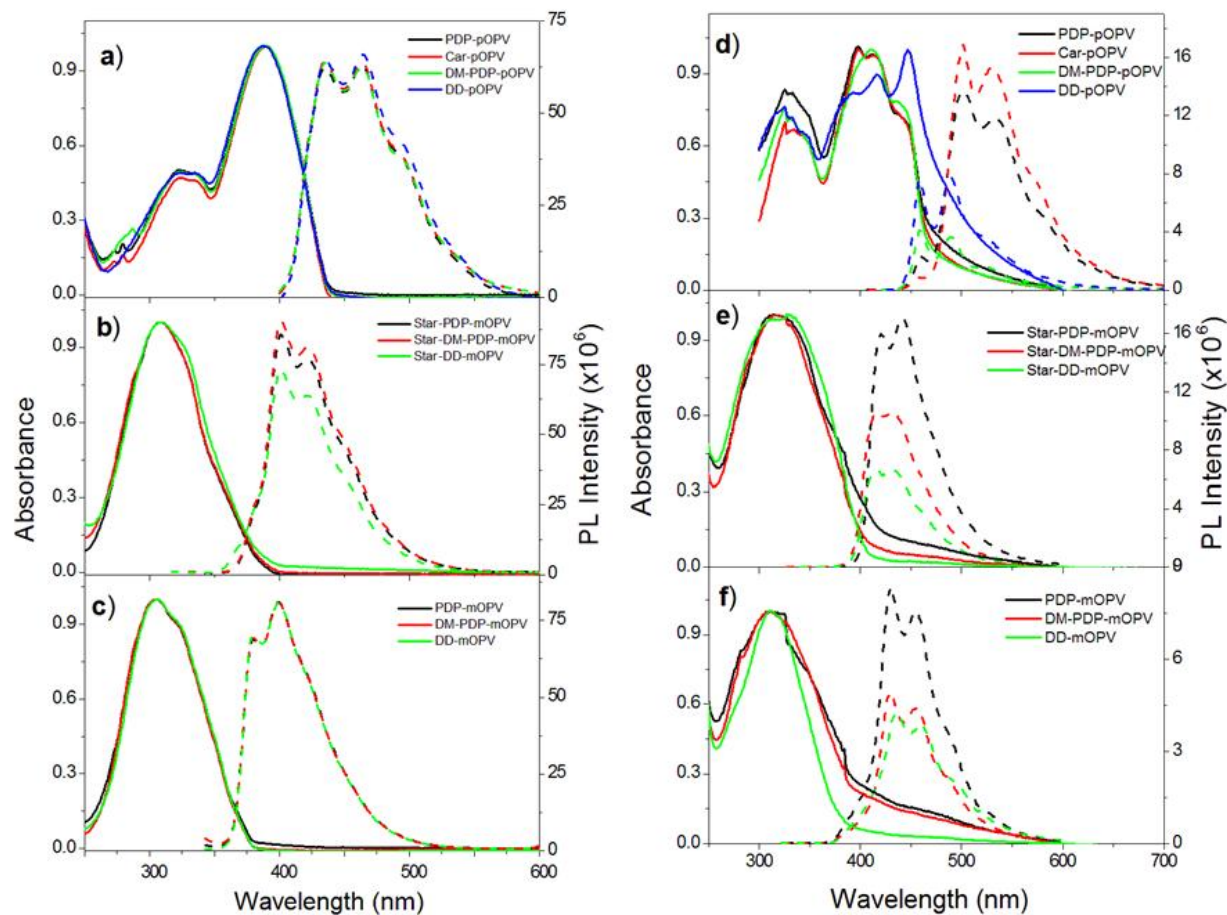 a)
PDP-pOPV
Car-pOPV
DM-PDP-pOPV
DD-pOPV
0.9
0.6
0.3
0.0
75
50
25
0
b)
Star-PDP-mOPV
Star-DM-PDP-mOPV
Star-DD-mOPV
0.9
0.6
0.3
0.0
75
50
25
0
c)
PDP-mOPV
DM-PDP-mOPV
DD-mOPV
0.9
0.6
0.3
0.0
75
50
25
0
300
400
500
600
Absorbance
PL Intensity (x10⁶)
Wavelength (nm)
d)
PDP-pOPV
Car-pOPV
DM-PDP-pOPV
DD-pOPV
0.9
0.6
0.3
0.0
16
12
8
4
0
e)
Star-PDP-mOPV
Star-DM-PDP-mOPV
Star-DD-mOPV
0.9
0.6
0.3
0.0
16
12
8
4
f)
PDP-mOPV
DM-PDP-mOPV
DD-mOPV
0.9
0.6
0.3
0.0
6
3
0
300
400
500
600
700
Absorbance
PL Intensity (x10⁶)
Wavelength (nm)